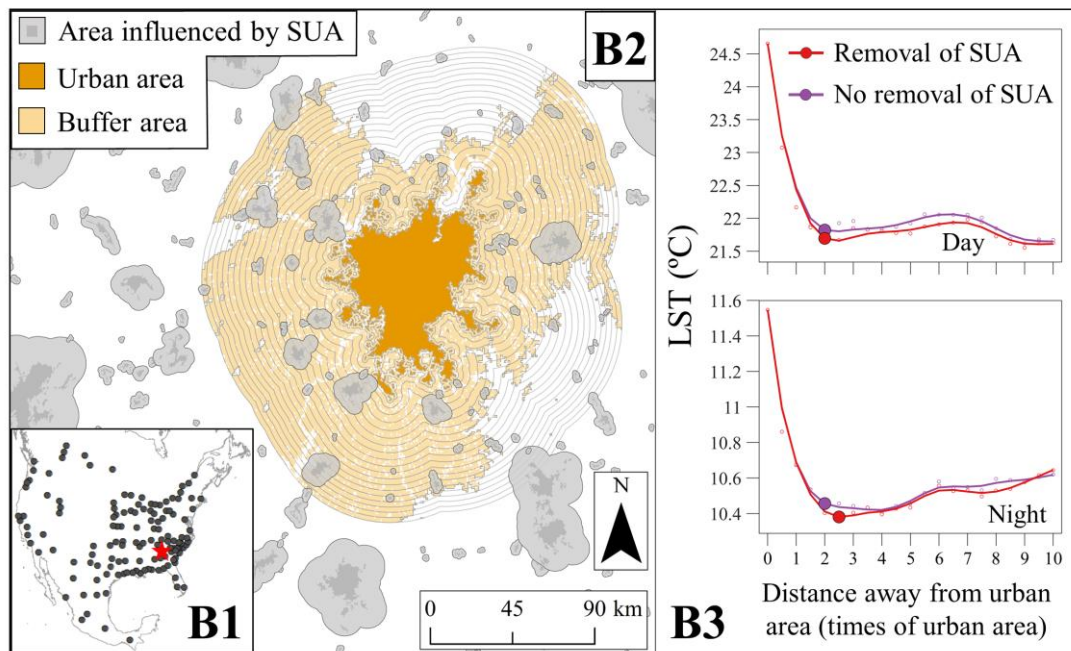 Area influenced by SUA
Urban area
Buffer area
B2
N
0 45 90 km
B1
LST (ºC)
24.5
24
23.5
23
22.5
22
21.5
Removal of SUA
No removal of SUA
Day
11.6
11.4
11.2
11
10.8
10.6
10.4
Night
0 1 2 3 4 5 6 7 8 9 10
B3
Distance away from urban
area (times of urban area)